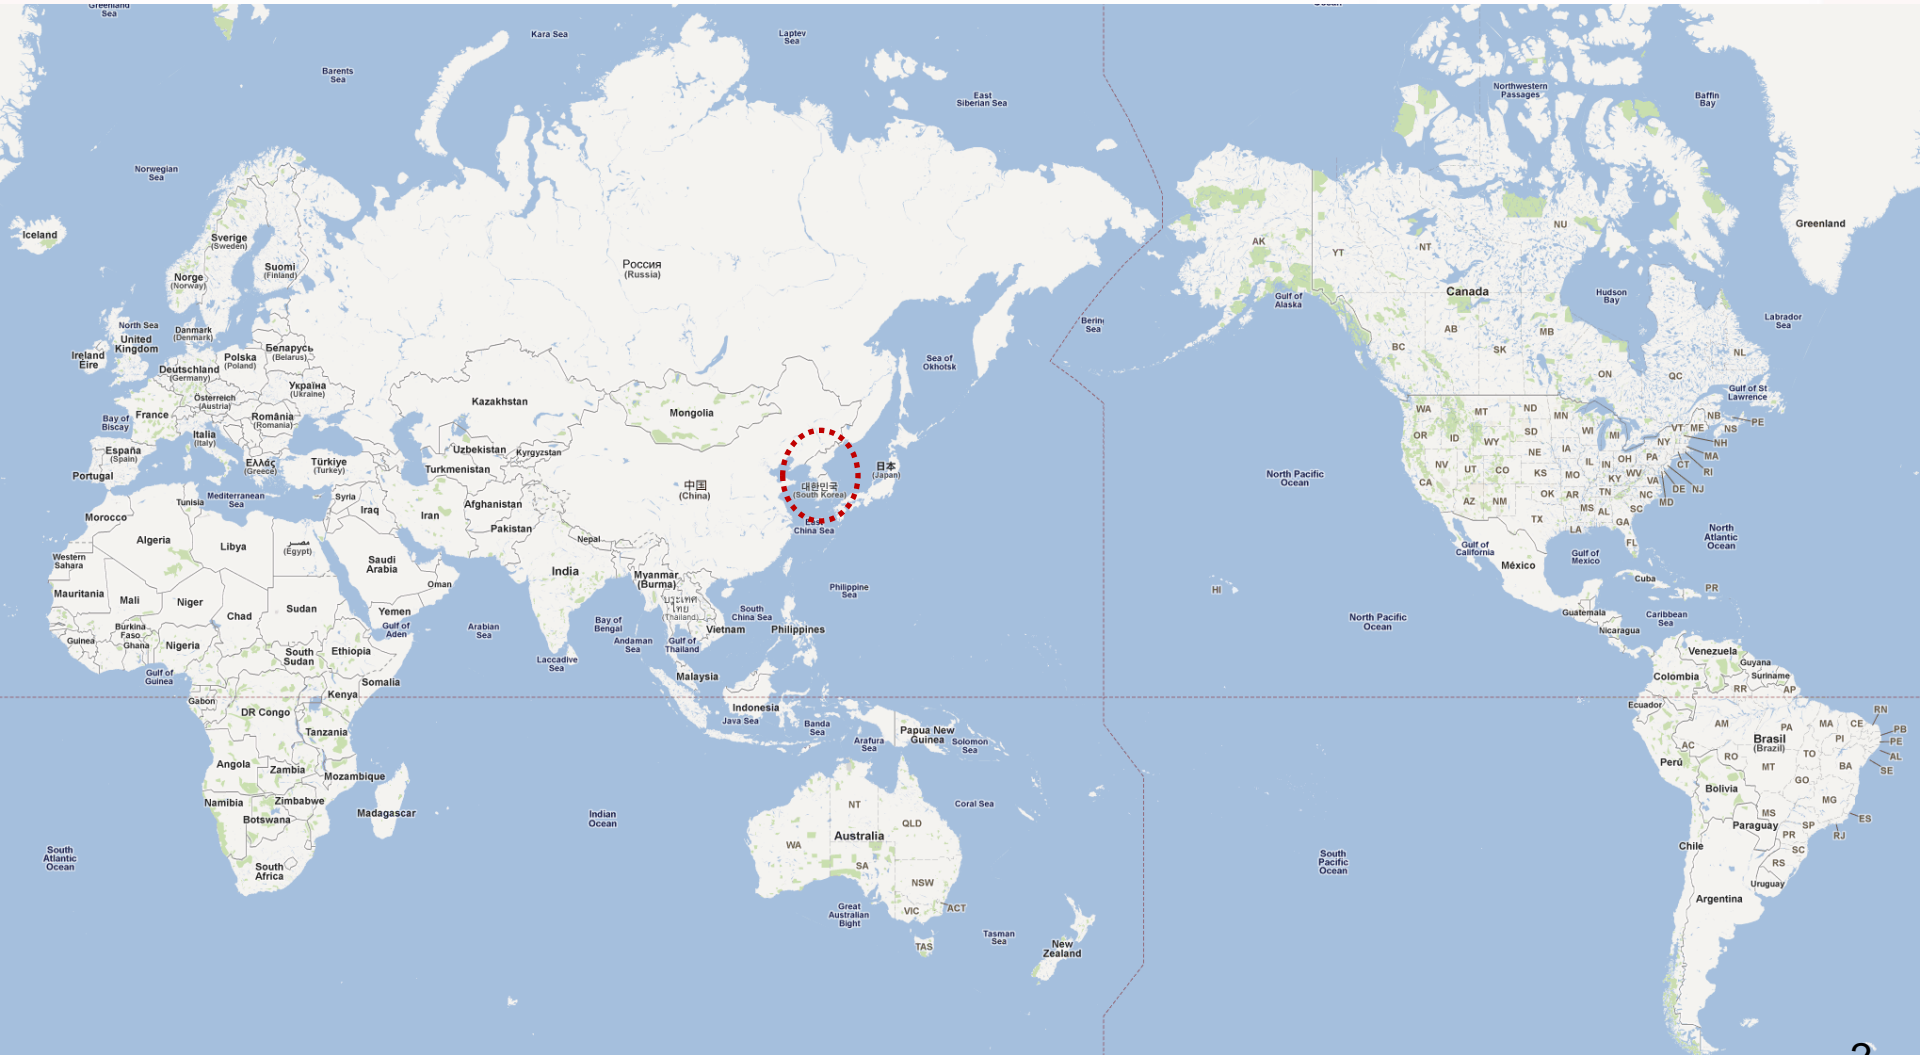 Greenland
Sea
Kara Sea
Laptev
Sea
Barents
Sea
East
Siberian Sea
Northwestern
Passages
Baffin
Bay
Norwegian
Sea
Iceland
Sverige
(Sweden)
Suomi
(Finland)
Norge
(Norway)
Россия
(Russia)
AK
YT
NT
NU
Greenland
Canada
Hudson
Bay
Gulf of
Alaska
Labrador
Sea
North Sea
United
Kingdom
Danmark
(Denmark)
Ireland
Éire
Беларусь
(Belarus)
Polska
(Poland)
Deutschland
(Germany)
Україна
(Ukraine)
Österreich
(Austria)
France
Bay of
Biscay
România
(Romania)
Italia
(Italy)
España
(Spain)
Portugal
Ελλάς
(Greece)
Türkiye
(Turkey)
Kazakhstan
Uzbekistan
Kyrgyzstan
Turkmenistan
Mongolia
Sea of
Okhotsk
Sea
AB
MB
BC
SK
ON
QC
NL
Gulf of St
Lawrence
NB
PE
NS
WA
MT
ND
MN
OR
ID
WY
SD
WI
MI
VT
ME
NH
NY
MA
IA
NE
NV
UT
CO
IL
IN
OH
PA
CT
RI
CA
KS
MO
KY
WV
VA
DE
NJ
MD
AZ
NM
OK
AR
TN
NC
MS
AL
SC
GA
TX
LA
FL
Tunisia
Mediterranean
Sea
Syria
Iraq
Iran
Afghanistan
Pakistan
Nepal
中国
(China)
대한민국
(South Korea)
日本
(Japan)
East
China Sea
North Pacific
Ocean
North
Atlantic
Ocean
Morocco
Algeria
Libya
مصر
(Egypt)
Saudi
Arabia
Western
Sahara
Oman
India
Myanmar
(Burma)
Philippine
Sea
HI
Gulf of
California
México
Gulf of
Mexico
Cuba
PR
Mauritania
Mali
Niger
Chad
Sudan
Yemen
Gulf of
Aden
Arabian
Sea
Bay of
Bengal
ประเทศ
ไทย
(Thailand)
South
China Sea
Andaman
Sea
Gulf of
Thailand
Vietnam
Philippines
North Pacific
Ocean
Guatemala
Nicaragua
Caribbean
Sea
Guinea
Burkina
Faso
Ghana
Nigeria
South
Sudan
Ethiopia
Gulf of
Guinea
Laccadive
Sea
Malaysia
Somalia
Kenya
Gabon
DR Congo
Tanzania
Indonesia
Java Sea
Banda
Sea
Arafura
Sea
Papua New
Guinea
Solomon
Sea
Venezuela
Guyana
Colombia
Suriname
RR
AP
Ecuador
AM
PA
MA
CE
RN
PB
PE
AL
SE
PI
Brasil
(Brazil)
AC
RO
TO
BA
Perú
MT
GO
Bolivia
MG
ES
MS
SP
RJ
Paraguay
PR
SC
Chile
RS
Uruguay
Argentina
Angola
Zambia
Mozambique
Namibia
Zimbabwe
Botswana
Madagascar
South
Africa
South
Atlantic
Ocean
Indian
Ocean
Coral Sea
NT
QLD
Australia
WA
SA
NSW
VIC
ACT
TAS
Great
Australian
Bight
Tasman
Sea
New
Zealand
South
Pacific
Ocean